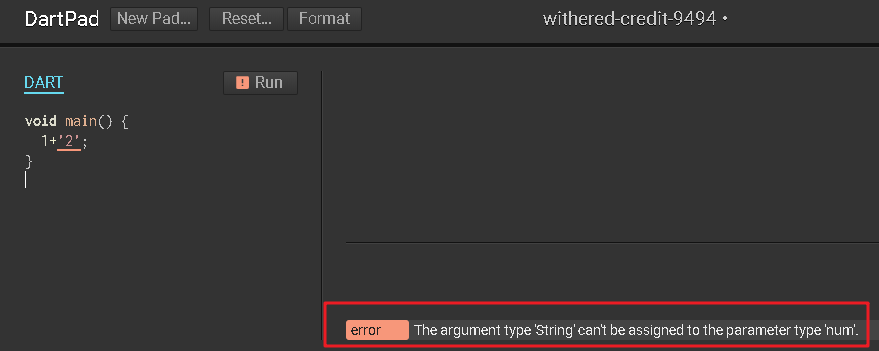 DartPad New Pad... Reset... Format withered-credit-9494 •
DART ! Run
void main() {
1+'2';
}
error The argument type 'String' can't be assigned to the parameter type 'num'.